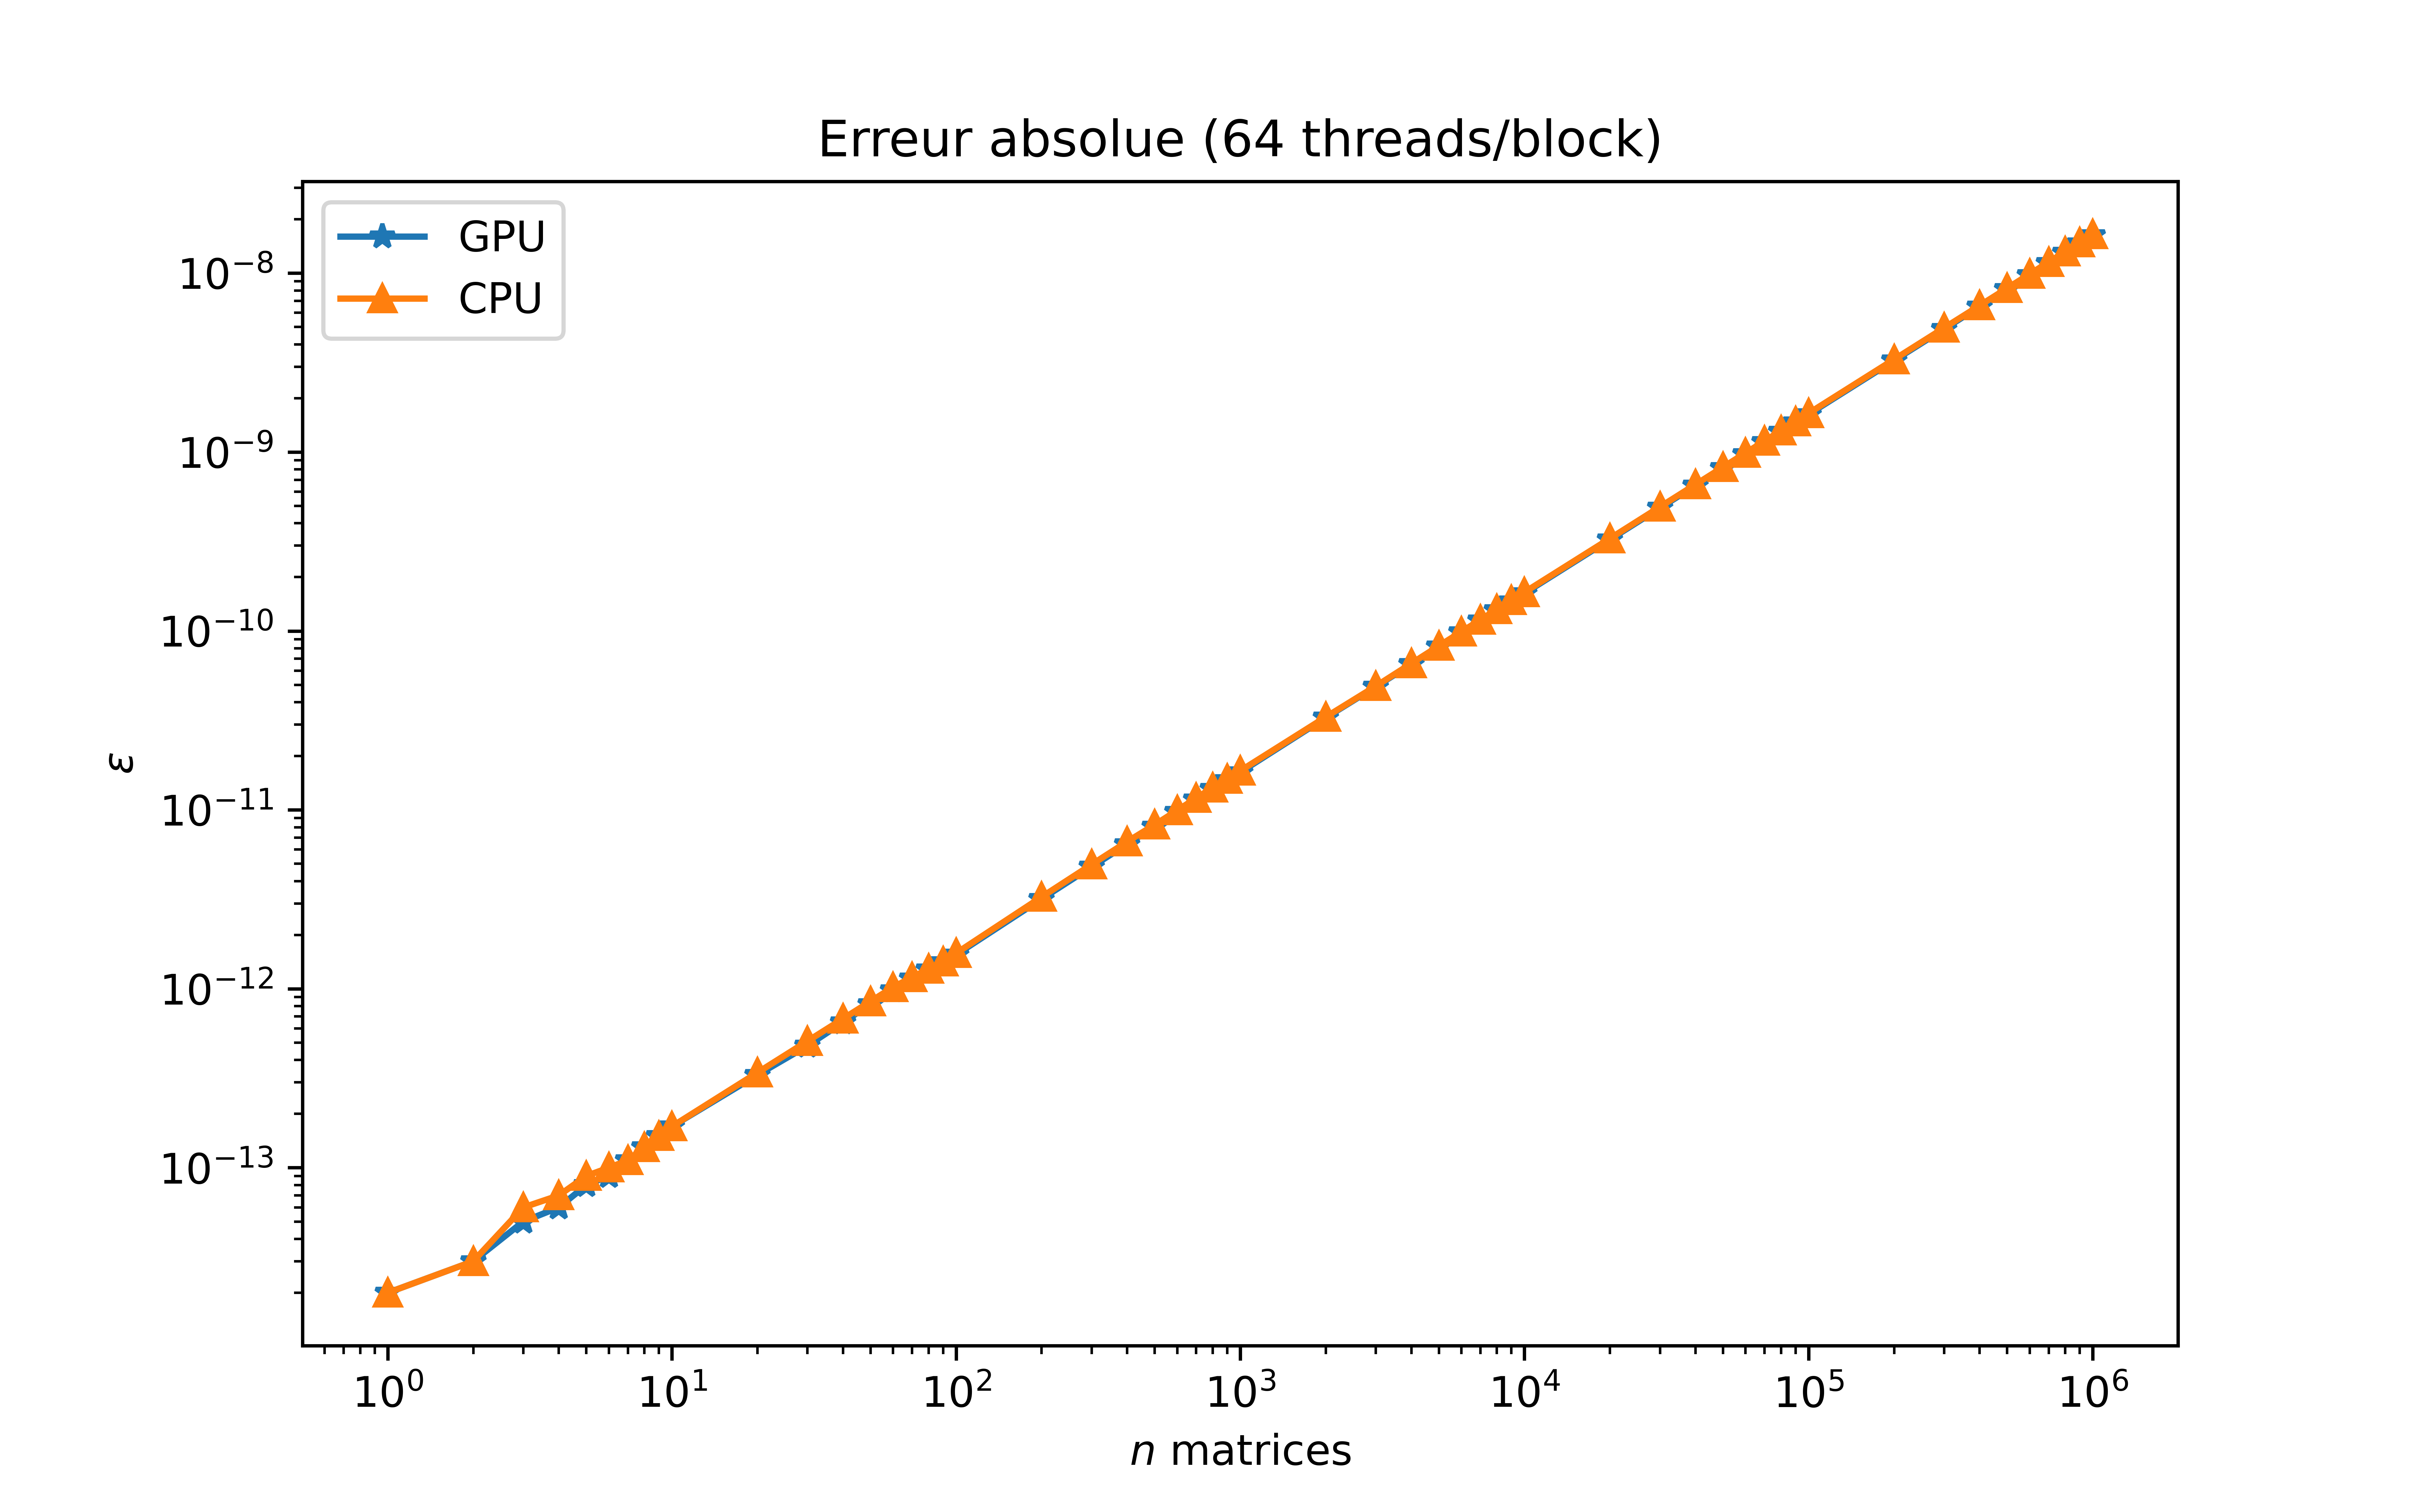 Erreur absolue (64 threads/block)
GPU
CPU
10⁻⁸
10⁻⁹
10⁻¹⁰
10⁻¹¹
10⁻¹²
10⁻¹³
ε
10⁰ 10¹ 10² 10³ 10⁴ 10⁵ 10⁶
n matrices